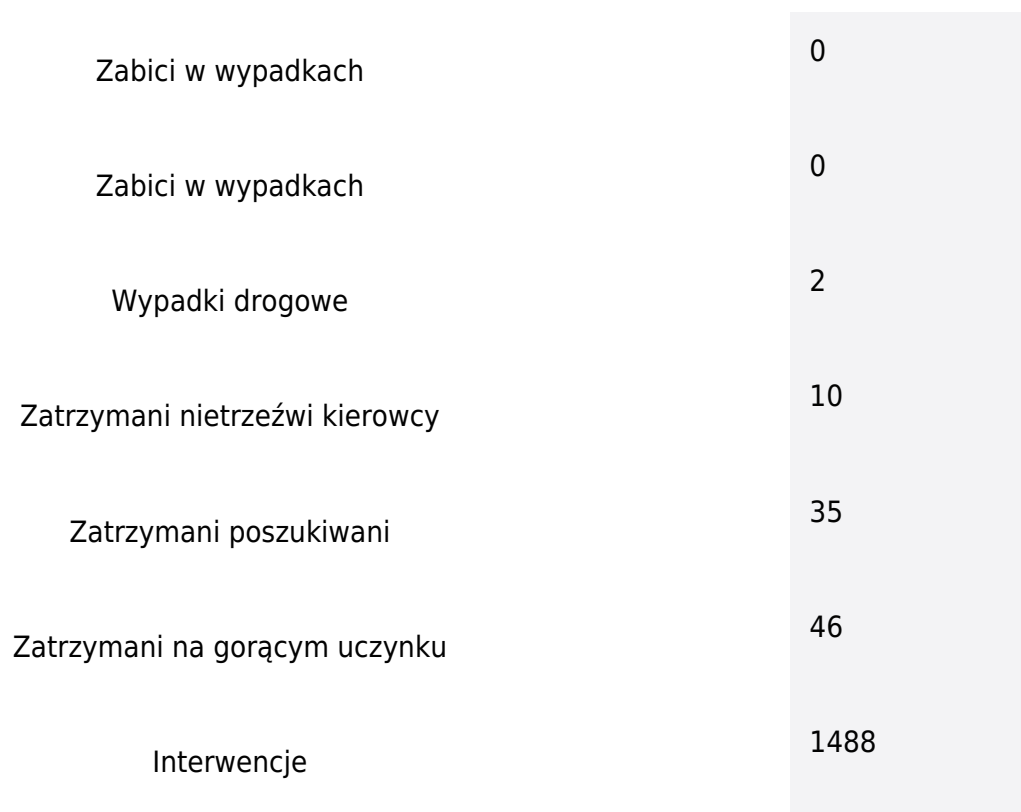 Zabici w wypadkach 0
Zabici w wypadkach 0
Wypadki drogowe 2
Zatrzymani nietrzeźwi kierowcy 10
Zatrzymani poszukiwani 35
Zatrzymani na gorącym uczynku 46
Interwencje 1488